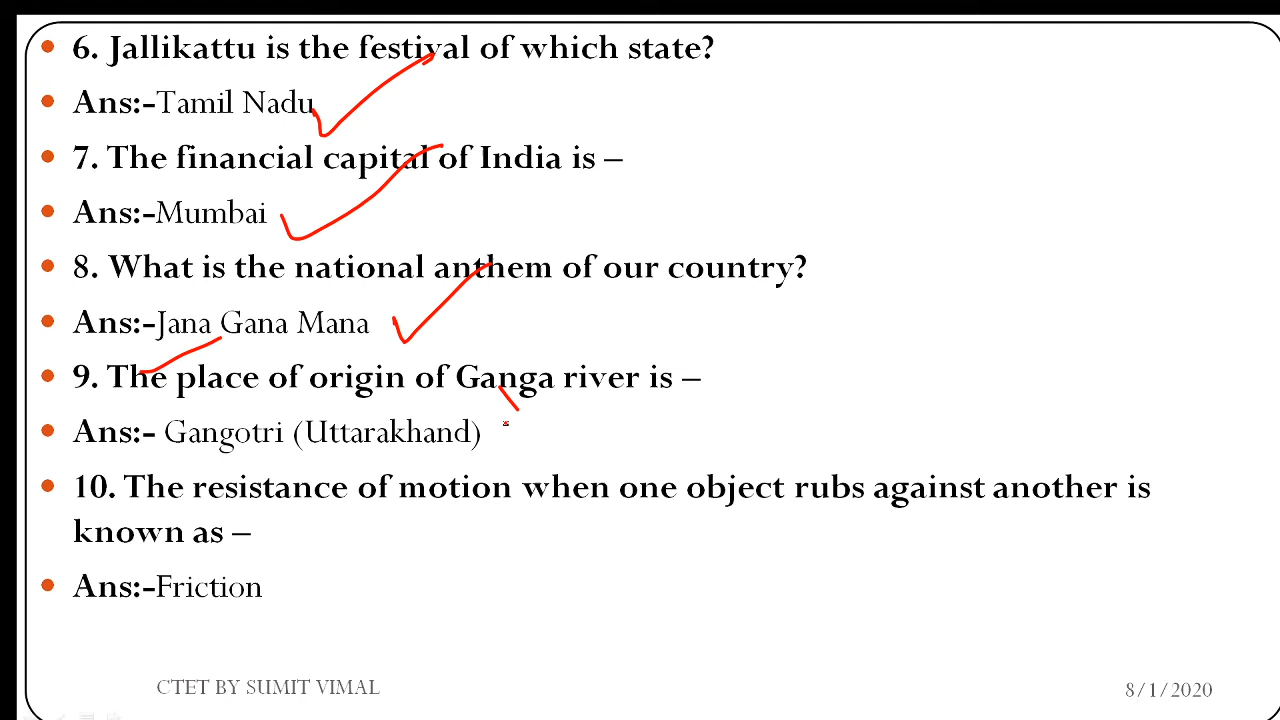 6. Jallikattu is the festival of which state?
Ans:-Tamil Nadu
7. The financial capital of India is –
Ans:-Mumbai
8. What is the national anthem of our country?
Ans:-Jana Gana Mana
9. The place of origin of Ganga river is –
Ans:- Gangotri (Uttarakhand)
10. The resistance of motion when one object rubs against another is
known as –
Ans:-Friction
CTET BY SUMIT VIMAL
8/1/2020